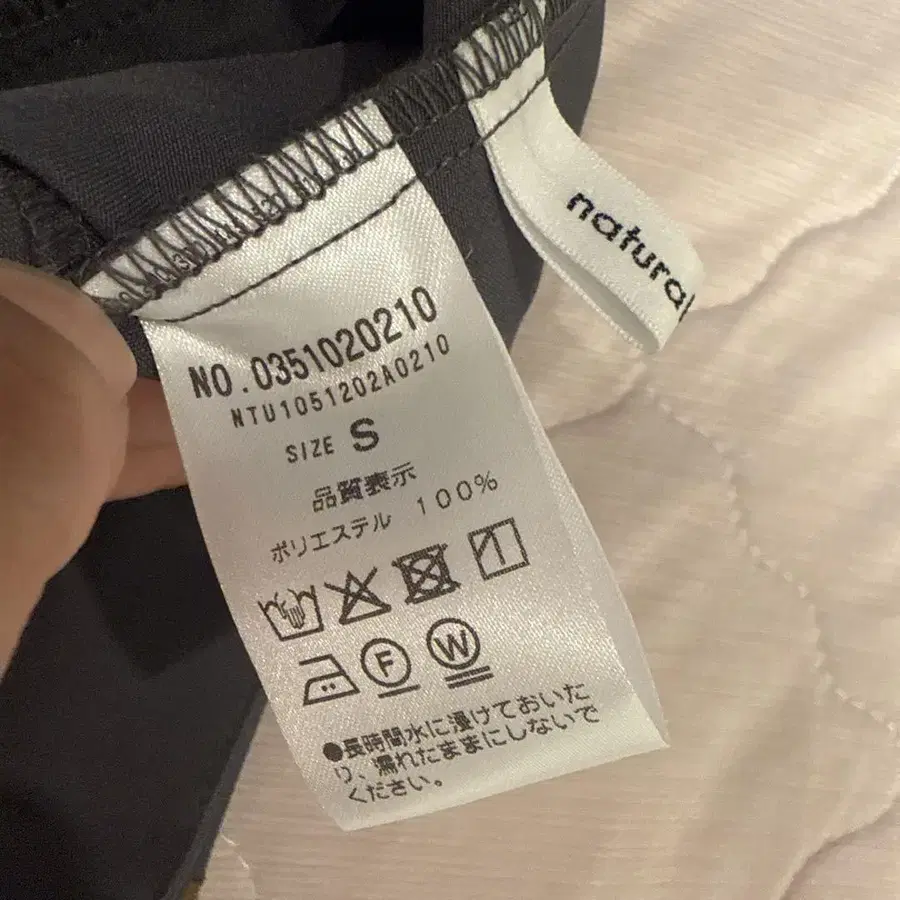 natural
NO.0351020210
NTU1051202A0210
SIZE S
品質表示
ポリエステル 100%
F W
●長時間水に浸けておいた
り、濡れたままにしないで
ください。